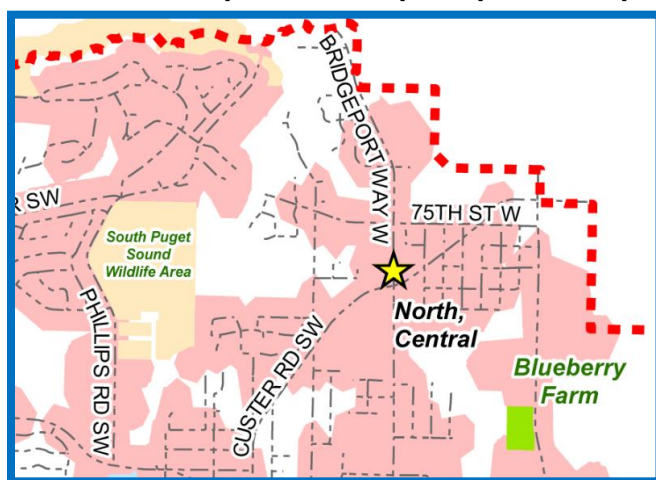 BRIDGEPORT WAY W
R SW
75TH ST W
South Puget
Sound
Wildlife Area
PHILLIPS RD SW
CUSTER RD SW
North,
Central
Blueberry
Farm